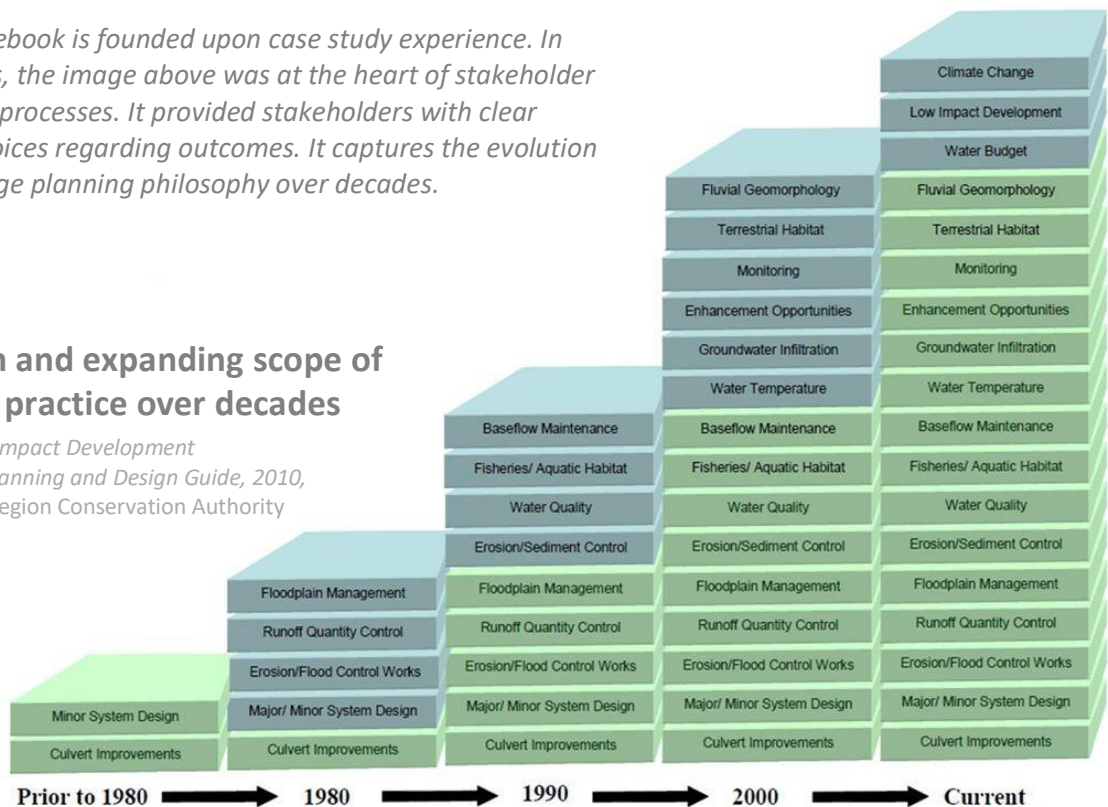 ebook is founded upon case study experience. In
s, the image above was at the heart of stakeholder
processes. It provided stakeholders with clear
oices regarding outcomes. It captures the evolution
ge planning philosophy over decades.
n and expanding scope of
practice over decades
mpact Development
anning and Design Guide, 2010,
egion Conservation Authority
Minor System Design
Culvert Improvements
Floodplain Management
Runoff Quantity Control
Erosion/Flood Control Works
Major/ Minor System Design
Culvert Improvements
Baseflow Maintenance
Fisheries/ Aquatic Habitat
Water Quality
Erosion/Sediment Control
Floodplain Management
Runoff Quantity Control
Erosion/Flood Control Works
Major/ Minor System Design
Culvert Improvements
Fluvial Geomorphology
Terrestrial Habitat
Monitoring
Enhancement Opportunities
Groundwater Infiltration
Water Temperature
Baseflow Maintenance
Fisheries/ Aquatic Habitat
Water Quality
Erosion/Sediment Control
Floodplain Management
Runoff Quantity Control
Erosion/Flood Control Works
Major/ Minor System Design
Culvert Improvements
Climate Change
Low Impact Development
Water Budget
Fluvial Geomorphology
Terrestrial Habitat
Monitoring
Enhancement Opportunities
Groundwater Infiltration
Water Temperature
Baseflow Maintenance
Fisheries/ Aquatic Habitat
Water Quality
Erosion/Sediment Control
Floodplain Management
Runoff Quantity Control
Erosion/Flood Control Works
Major/ Minor System Design
Culvert Improvements
Prior to 1980 1980 1990 2000 Current